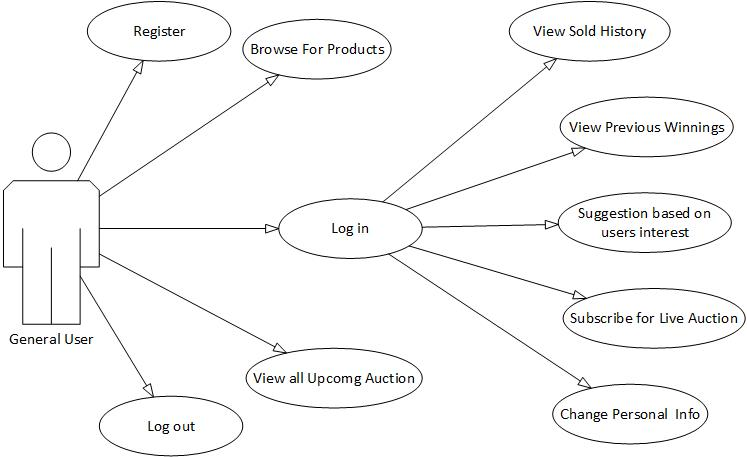 Register
Browse For Products
View Sold History
View Previous Winnings
Suggestion based on
users interest
Log in
Subscribe for Live Auction
General User
View all Upcomg Auction
Change Personal  Info
Log out